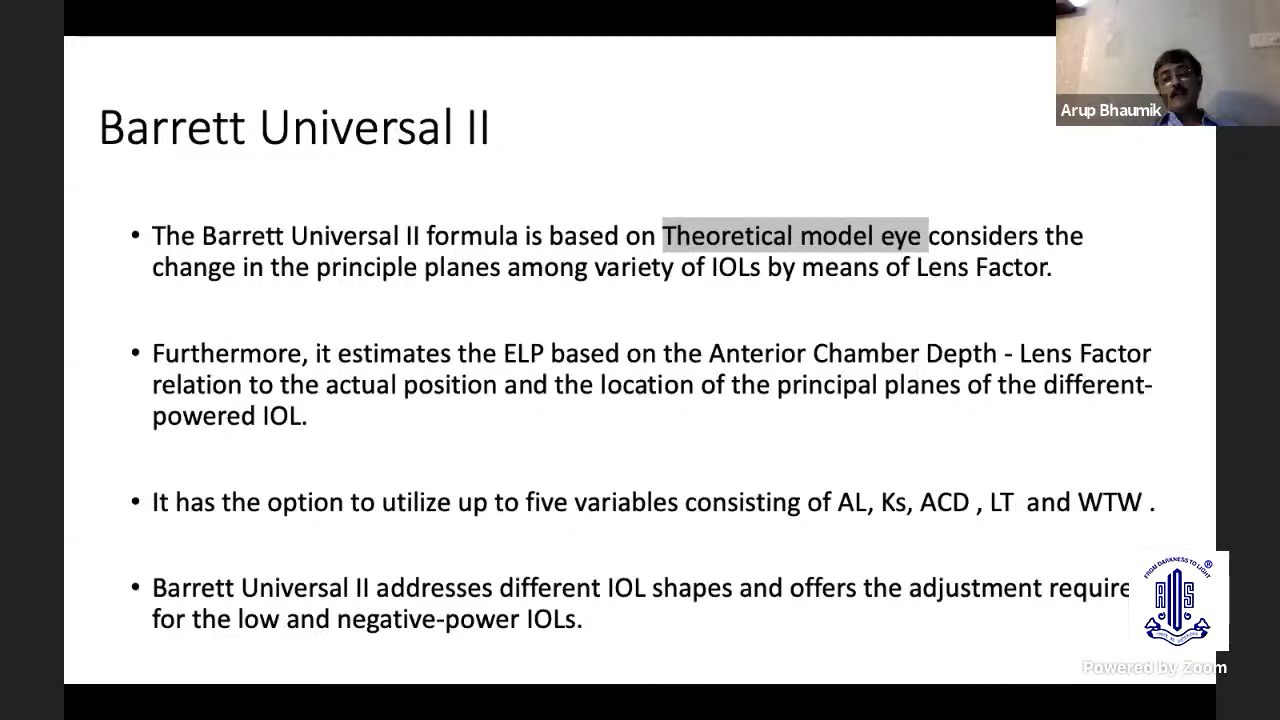 Arup Bhaumik
Barrett Universal II
• The Barrett Universal II formula is based on Theoretical model eye considers the
change in the principle planes among variety of IOLs by means of Lens Factor.
• Furthermore, it estimates the ELP based on the Anterior Chamber Depth - Lens Factor
relation to the actual position and the location of the principal planes of the different-
powered IOL.
• It has the option to utilize up to five variables consisting of AL, Ks, ACD , LT and WTW .
• Barrett Universal II addresses different IOL shapes and offers the adjustment require
for the low and negative-power IOLs.
FROM DARKNESS TO LIGHT ®
Powered by Zoom